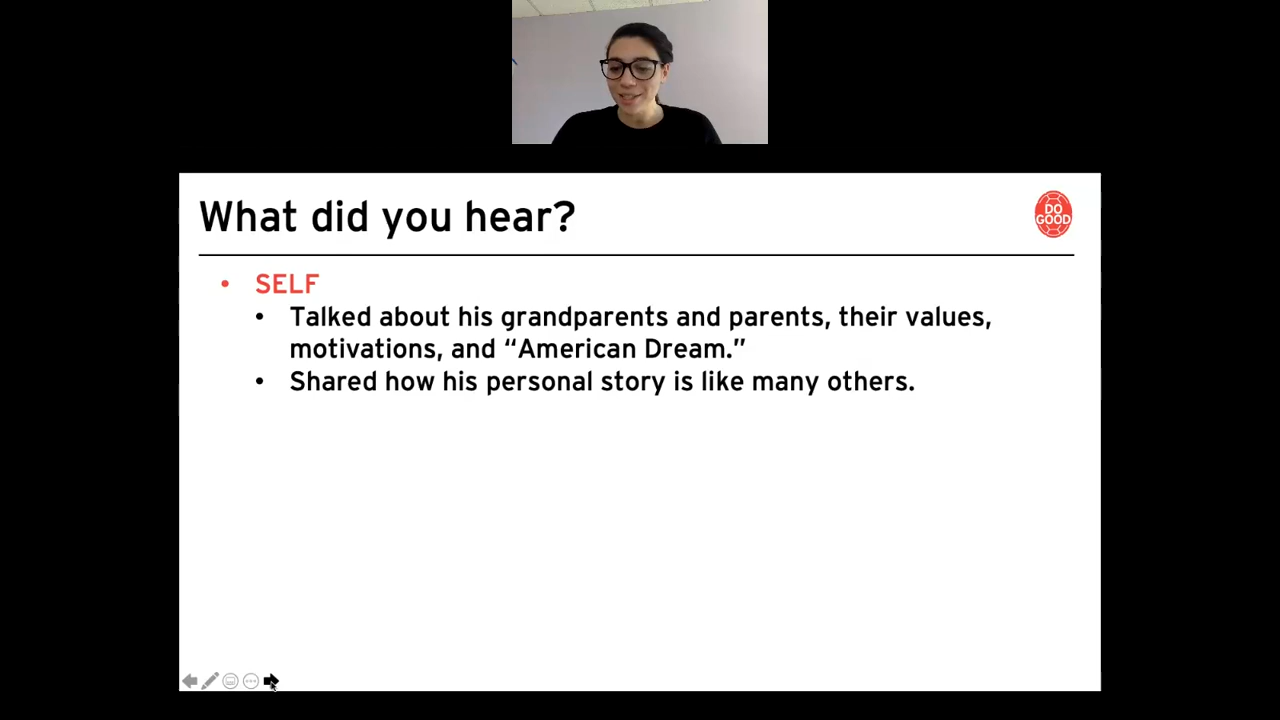 What did you hear?
DO
GOOD
• SELF
• Talked about his grandparents and parents, their values,
motivations, and “American Dream.”
• Shared how his personal story is like many others.